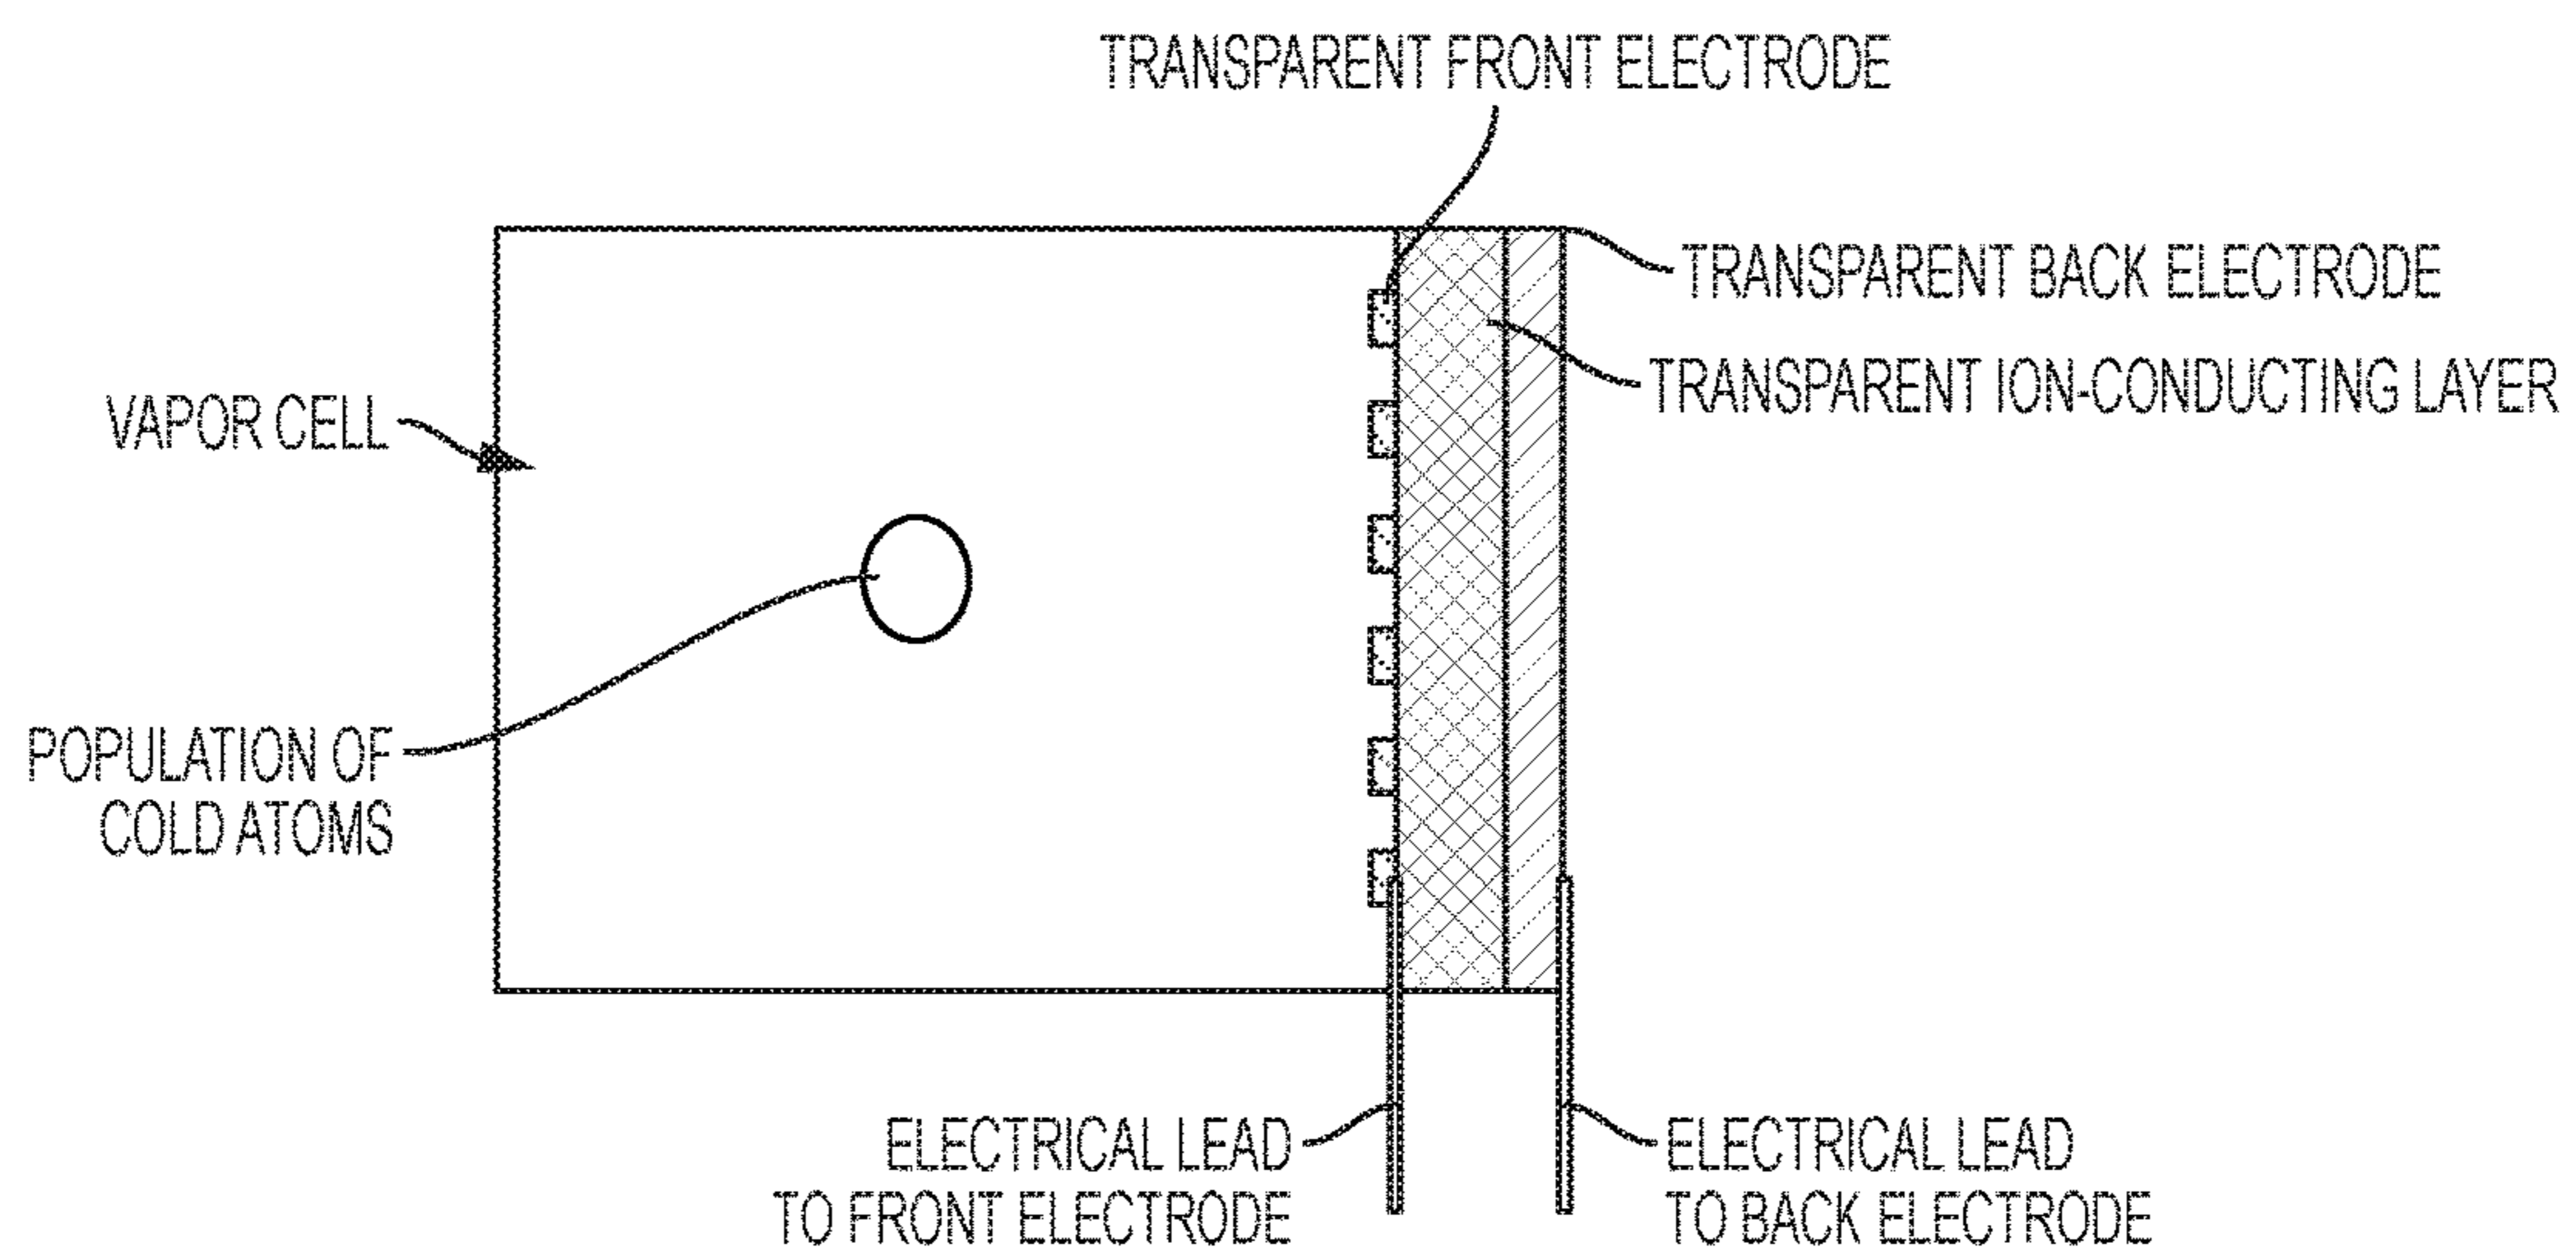 TRANSPARENT FRONT ELECTRODE
TRANSPARENT BACK ELECTRODE
TRANSPARENT ION-CONDUCTING LAYER
VAPOR CELL
POPULATION OF
COLD ATOMS
ELECTRICAL LEAD
TO FRONT ELECTRODE
ELECTRICAL LEAD
TO BACK ELECTRODE